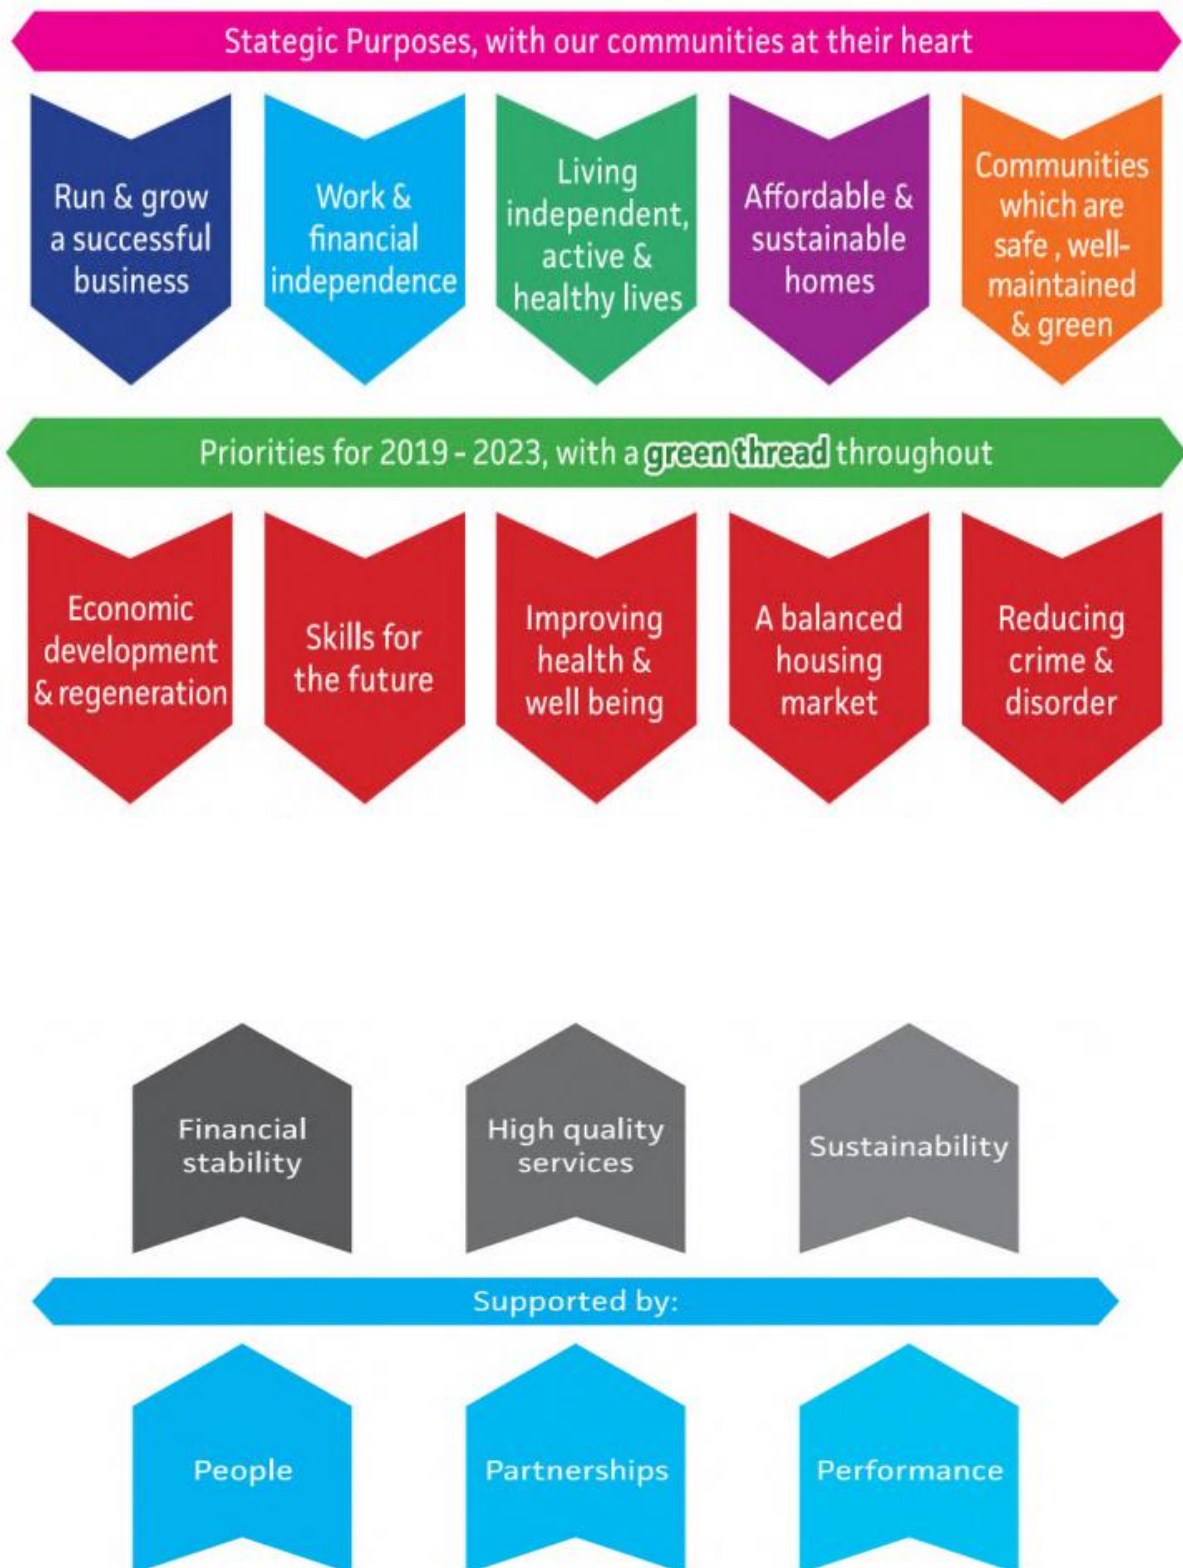 Stategic Purposes, with our communities at their heart
Run & grow
a successful
business
Work &
financial
independence
Living
independent,
active &
healthy lives
Affordable &
sustainable
homes
Communities
which are
safe , well-
maintained
& green
Priorities for 2019 - 2023, with a green thread throughout
Economic
development
& regeneration
Skills for
the future
Improving
health &
well being
A balanced
housing
market
Reducing
crime &
disorder
Financial
stability
High quality
services
Sustainability
Supported by:
People
Partnerships
Performance